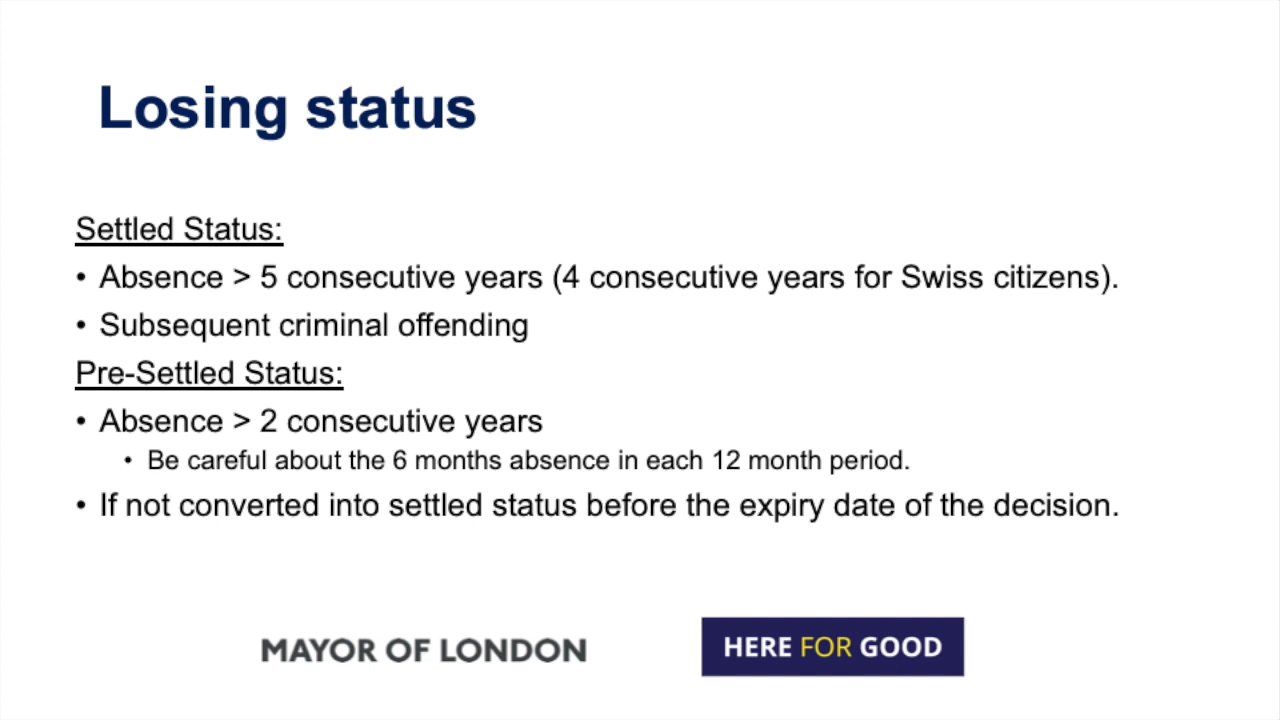 Losing status
Settled Status:
• Absence > 5 consecutive years (4 consecutive years for Swiss citizens).
• Subsequent criminal offending
Pre-Settled Status:
• Absence > 2 consecutive years
• Be careful about the 6 months absence in each 12 month period.
• If not converted into settled status before the expiry date of the decision.
MAYOR OF LONDON
HERE FOR GOOD